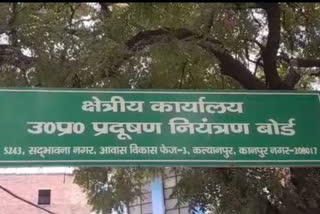 क्षेत्रीय कार्यालय
उ०प्र० प्रदूषण नियंत्रण बोर्ड
5243, सद्भावना नगर, आवास विकास फेज-3, कल्यानपुर, कानपुर नगर-208017